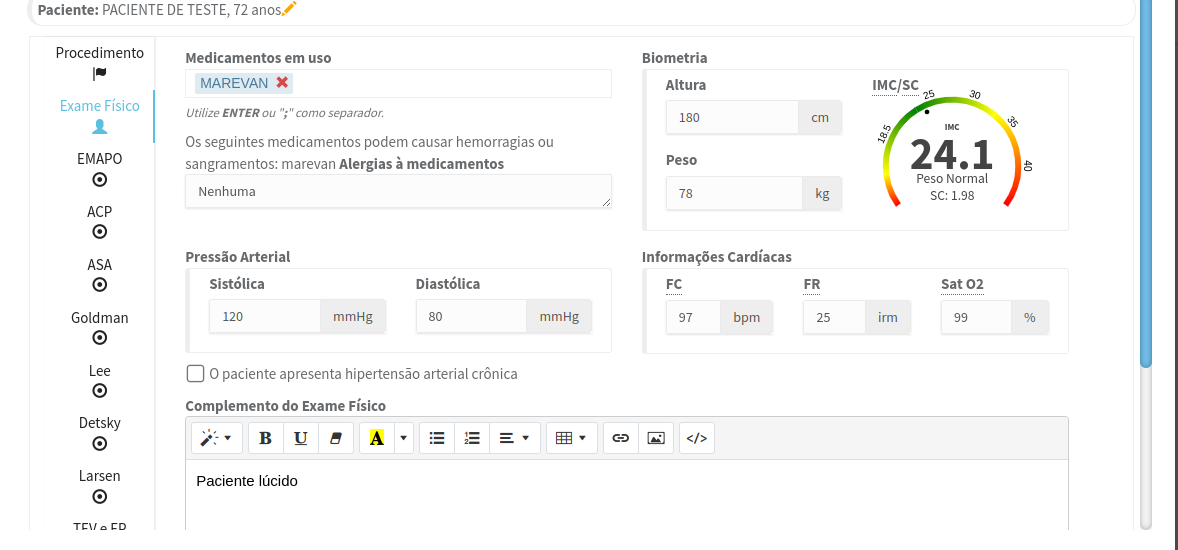 Paciente: PACIENTE DE TESTE, 72 anos
Procedimento
Exame Físico
EMAPO
ACP
ASA
Goldman
Lee
Detsky
Larsen
TEV e EP
Medicamentos em uso
MAREVAN
Utilize ENTER ou ";" como separador.
Os seguintes medicamentos podem causar hemorragias ou
sangramentos: marevan Alergias à medicamentos
Nenhuma
Biometria
Altura
180 cm
Peso
78 kg
IMC/SC
18.5 25 30 35 40
IMC
24.1
Peso Normal
SC: 1.98
Pressão Arterial
Sistólica Diastólica
120 mmHg 80 mmHg
Informações Cardíacas
FC FR Sat O2
97 bpm 25 irm 99 %
O paciente apresenta hipertensão arterial crônica
Complemento do Exame Físico
B U A </>
Paciente lúcido